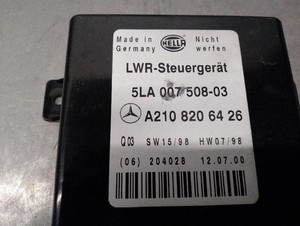 Made in Germany
HELLA
Nicht werfen
LWR-Steuergerät
5LA 007 508-03
A210 820 64 26
Q03 SW15/98 HW07/98
(06) 204028 12.07.00